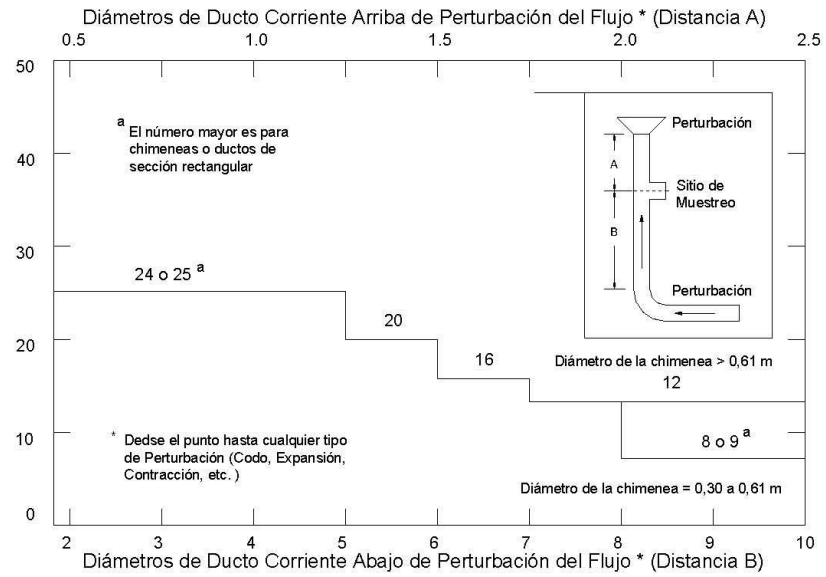 Diámetros de Ducto Corriente Arriba de Perturbación del Flujo * (Distancia A)
0.5 1.0 1.5 2.0 2.5
50
40
30
20
10
0
a El número mayor es para
chimeneas o ductos de
sección rectangular
Perturbación
A
Sitio de
Muestreo
B
Perturbación
24 o 25 a
20
16
Diámetro de la chimenea > 0,61 m
12
8 o 9 a
* Dedse el punto hasta cualquier tipo
de Perturbación (Codo, Expansión,
Contracción, etc. )
Diámetro de la chimenea = 0,30 a 0,61 m
2 3 4 5 6 7 8 9 10
Diámetros de Ducto Corriente Abajo de Perturbación del Flujo * (Distancia B)